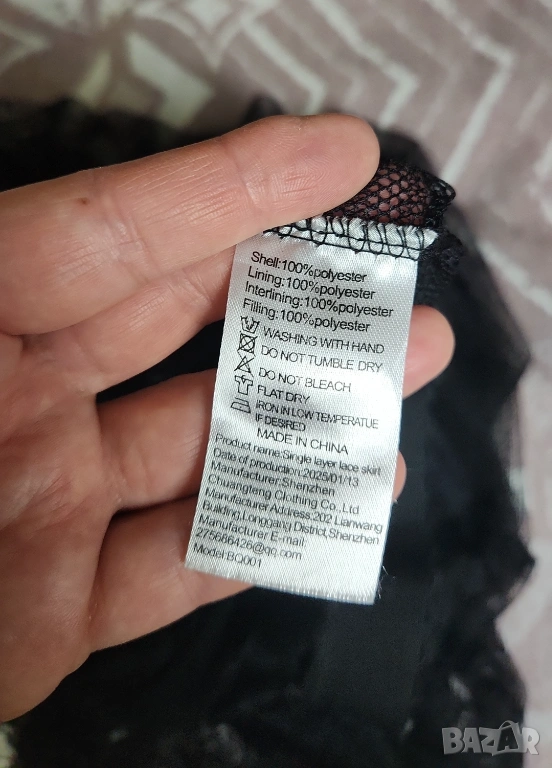 Shell:100%polyester
Lining:100%polyester
Interlining:100%polyester
Filling:100%polyester
WASHING WITH HAND
DO NOT TUMBLE DRY
DO NOT BLEACH
FLAT DRY
IRON IN LOW TEMPERATUE
IF DESIRED
MADE IN CHINA
Product name:Single layer lace skirt
Date of production:2025/01/13
Manufacturer:Shenzhen
Chuangteng Clothing Co.,Ltd
Manufacturer Address:202 Lianwang
Building,Longgang District,Shenzhen
Manufacturer E-mail:
275686426@qq.com
Model:BQ001
BAZAR